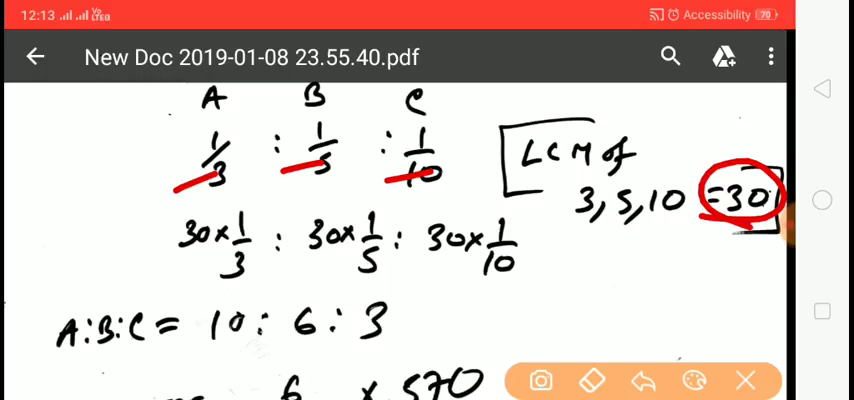 12:13 Vo LTE Accessibility 70
New Doc 2019-01-08 23.55.40.pdf
A B C
1/3 : 1/5 : 1/10
LCM of
3, 5, 10 = 30
30×1/3 : 30×1/5 : 30×1/10
A:B:C = 10 : 6 : 3
6 × 570